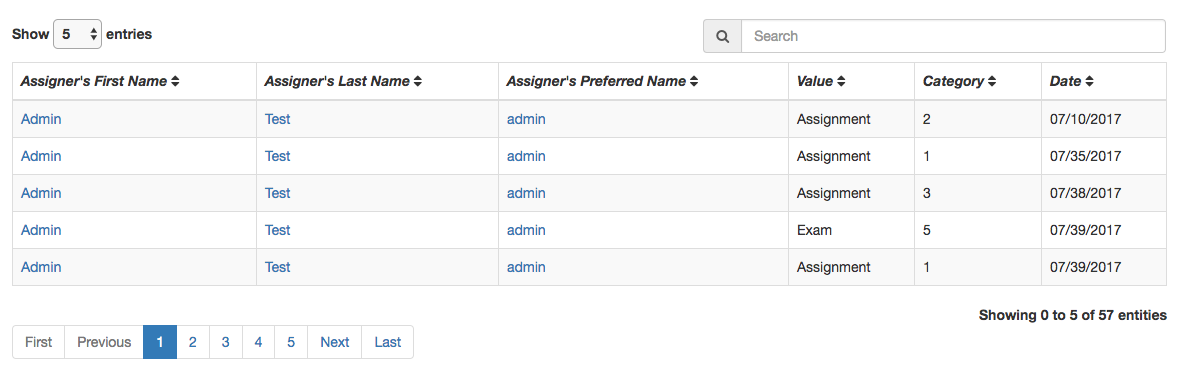 Show 5 entries
Search
Assigner's First Name Assigner's Last Name Assigner's Preferred Name Value Category Date
Admin Test admin Assignment 2 07/10/2017
Admin Test admin Assignment 1 07/35/2017
Admin Test admin Assignment 3 07/38/2017
Admin Test admin Exam 5 07/39/2017
Admin Test admin Assignment 1 07/39/2017
Showing 0 to 5 of 57 entities
First Previous 1 2 3 4 5 Next Last